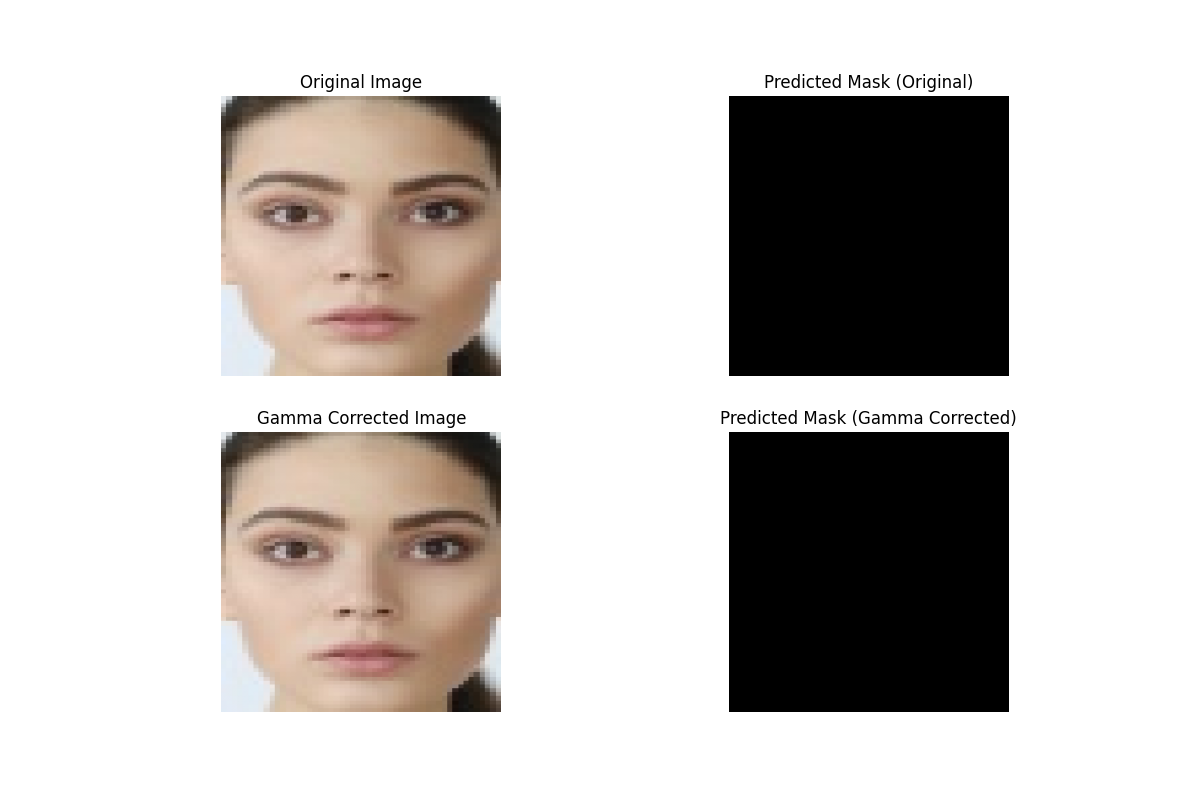 Original Image
Predicted Mask (Original)
Gamma Corrected Image
Predicted Mask (Gamma Corrected)